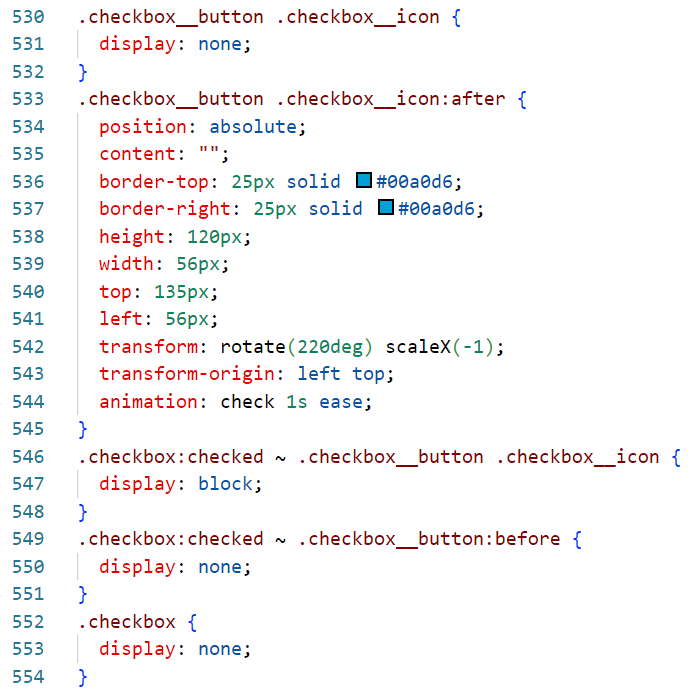 530 .checkbox__button .checkbox__icon {
531 display: none;
532 }
533 .checkbox__button .checkbox__icon:after {
534 position: absolute;
535 content: "";
536 border-top: 25px solid #00a0d6;
537 border-right: 25px solid #00a0d6;
538 height: 120px;
539 width: 56px;
540 top: 135px;
541 left: 56px;
542 transform: rotate(220deg) scaleX(-1);
543 transform-origin: left top;
544 animation: check 1s ease;
545 }
546 .checkbox:checked ~ .checkbox__button .checkbox__icon {
547 display: block;
548 }
549 .checkbox:checked ~ .checkbox__button:before {
550 display: none;
551 }
552 .checkbox {
553 display: none;
554 }